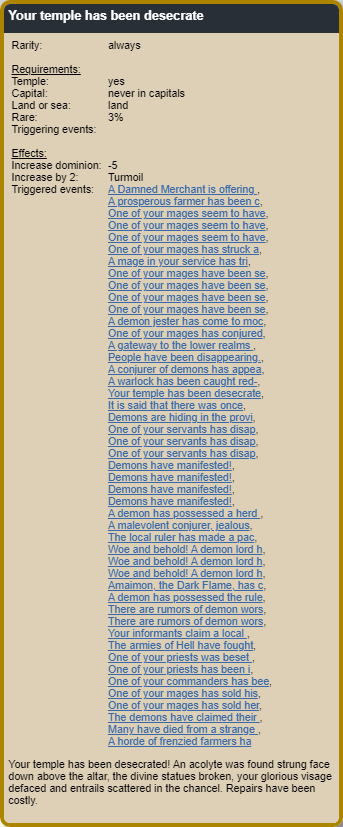 Your temple has been desecrate
Rarity: always
Requirements:
Temple: yes
Capital: never in capitals
Land or sea: land
Rare: 3%
Triggering events:
Effects:
Increase dominion: -5
Increase by 2: Turmoil
Triggered events: A Damned Merchant is offering ,
A prosperous farmer has been c,
One of your mages seem to have,
One of your mages seem to have,
One of your mages seem to have,
One of your mages has struck a,
A mage in your service has tri,
One of your mages have been se,
One of your mages have been se,
One of your mages have been se,
One of your mages have been se,
A demon jester has come to moc,
One of your mages has conjured,
A gateway to the lower realms ,
People have been disappearing.,
A conjurer of demons has appea,
A warlock has been caught red-,
Your temple has been desecrate,
It is said that there was once,
Demons are hiding in the provi,
One of your servants has disap,
One of your servants has disap,
One of your servants has disap,
Demons have manifested!,
Demons have manifested!,
Demons have manifested!,
Demons have manifested!,
A demon has possessed a herd ,
A malevolent conjurer, jealous,
The local ruler has made a pac,
Woe and behold! A demon lord h,
Woe and behold! A demon lord h,
Woe and behold! A demon lord h,
Amaimon, the Dark Flame, has c,
A demon has possessed the rule,
There are rumors of demon wors,
There are rumors of demon wors,
Your informants claim a local ,
The armies of Hell have fought,
One of your priests was beset ,
One of your priests has been i,
One of your commanders has bee,
One of your mages has sold his,
One of your mages has sold her,
The demons have claimed their ,
Many have died from a strange ,
A horde of frenzied farmers ha
Your temple has been desecrated! An acolyte was found strung face
down above the altar, the divine statues broken, your glorious visage
defaced and entrails scattered in the chancel. Repairs have been
costly.